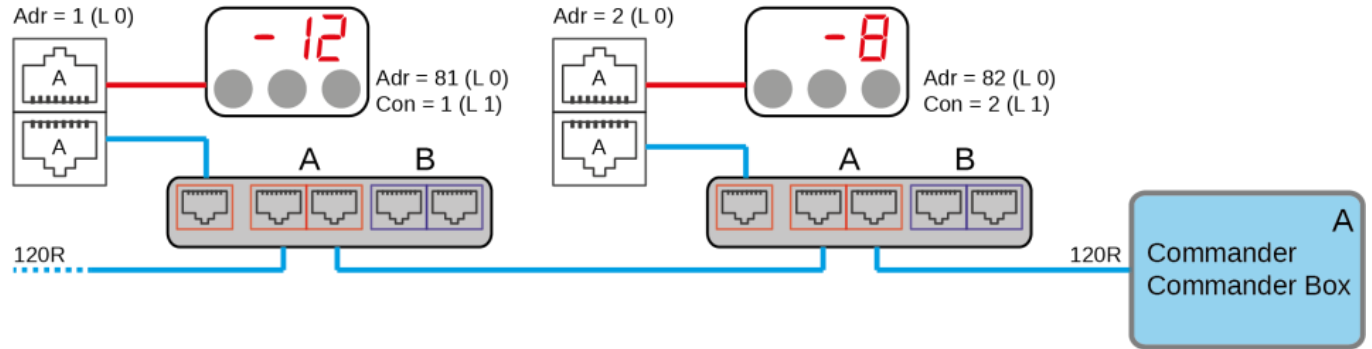 Adr = 1 (L 0)
-12
A
Adr = 81 (L 0)
Con = 1 (L 1)
A
A B
120R
Adr = 2 (L 0)
-8
A
Adr = 82 (L 0)
Con = 2 (L 1)
A
A B
120R
A
Commander
Commander Box